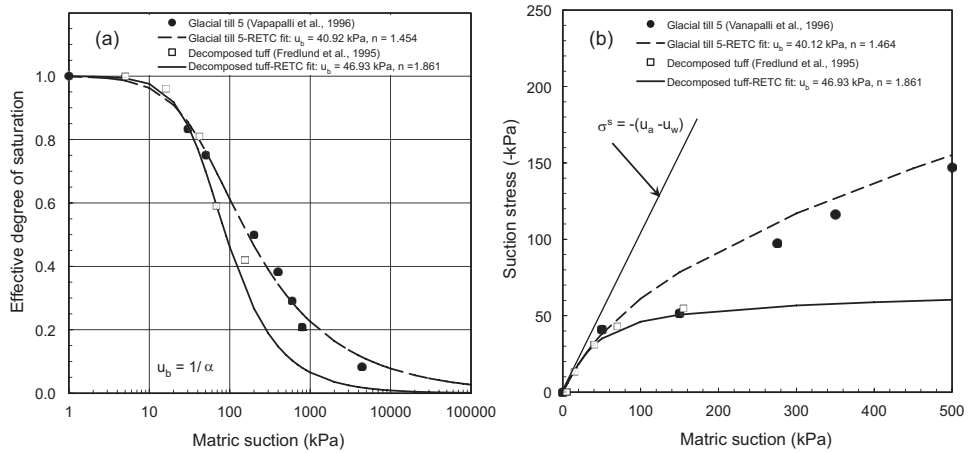 Glacial till 5 (Vapapalli et al., 1996)
Glacial till 5-RETC fit: u_b = 40.92 kPa, n = 1.454
Decomposed tuff (Fredlund et al., 1995)
Decomposed tuff-RETC fit: u_b = 46.93 kPa, n =1.861
(a)
Effective degree of saturation
1.0
0.8
0.6
0.4
0.2
0.0
u_b = 1/α
1 10 100 1000 10000 100000
Matric suction (kPa)
Glacial till 5 (Vanapalli et al., 1996)
Glacial till 5-RETC fit: u_b = 40.12 kPa, n = 1.464
Decomposed tuff (Fredlund et al., 1995)
Decomposed tuff-RETC fit: u_b = 46.93 kPa, n = 1.861
(b)
Suction stress (-kPa)
-250
-200
-150
-100
-50
0
σ^s = -(u_a -u_w)
0 100 200 300 400 500
Matric suction (kPa)